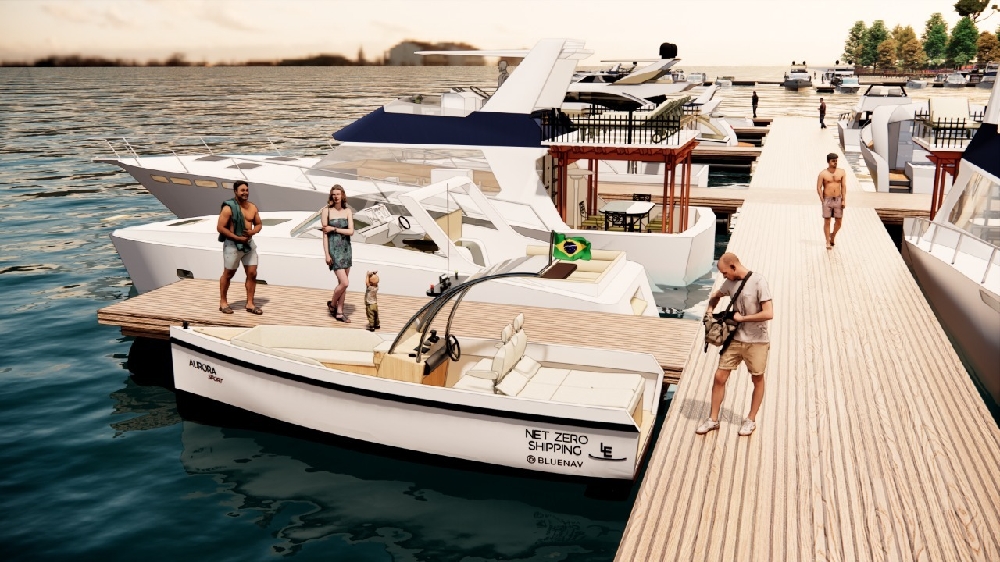 AURORA
SPORT
NET ZERO
SHIPPING
LE
BLUENAV